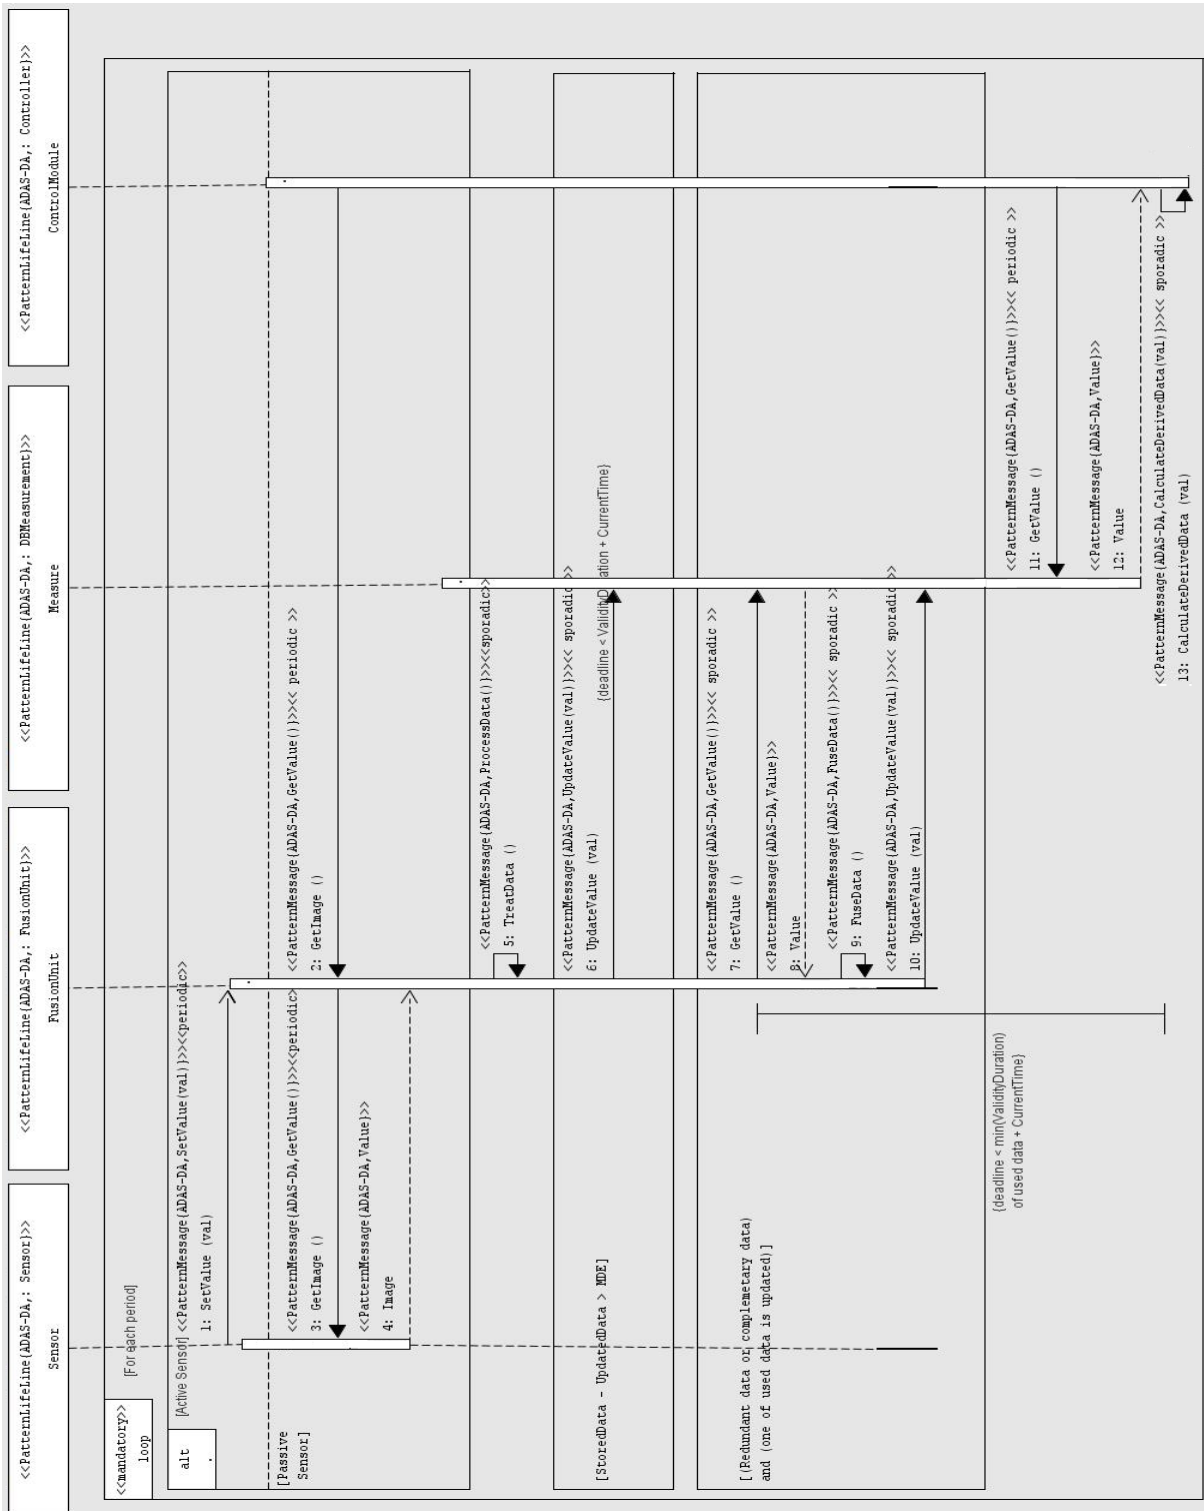 <<PatternLifeLine{ADAS-DA,: Sensor}>>
Sensor
<<PatternLifeLine{ADAS-DA,: FusionUnit}>>
FusionUnit
<<PatternLifeLine{ADAS-DA,: DBMeasurement}>>
Measure
<<PatternLifeLine{ADAS-DA,: Controller}>>
ControlModule
<<mandatory>>
loop
[For each period]
alt
[Active Sensor]
<<PatternMessage{ADAS-DA,SetValue(val)}>><<periodic>>
1: SetValue (val)
[Passive
Sensor]
<<PatternMessage{ADAS-DA,GetValue()}>><< periodic >>
2: GetImage ()
<<PatternMessage{ADAS-DA,GetValue()}>><<periodic>
3: GetImage ()
<<PatternMessage{ADAS-DA,Value}>>
4: Image
<<PatternMessage{ADAS-DA,ProcessData()}>><<sporadic>>
5: TreatData ()
[StoredData - UpdatedData > MDE]
<<PatternMessage{ADAS-DA,UpdateValue(val)}>><< sporadic>>
6: UpdateValue (val)
{deadline < ValidityDuration + CurrentTime}
[(Redundant data or complemetary data)
and (one of used data is updated)]
<<PatternMessage{ADAS-DA,GetValue()}>><< sporadic >>
7: GetValue ()
<<PatternMessage{ADAS-DA,Value}>>
8: Value
<<PatternMessage{ADAS-DA,FuseData()}>><< sporadic >>
9: FuseData ()
<<PatternMessage{ADAS-DA,UpdateValue(val)}>><< sporadic>>
10: UpdateValue (val)
{deadline < min(ValidityDuration)
of used data + CurrentTime}
<<PatternMessage{ADAS-DA,GetValue()}>><< periodic >>
11: GetValue ()
<<PatternMessage{ADAS-DA,Value}>>
12: Value
<<PatternMessage{ADAS-DA,CalculateDerivedData(val)}>><< sporadic >>
13: CalculateDerivedData (val)